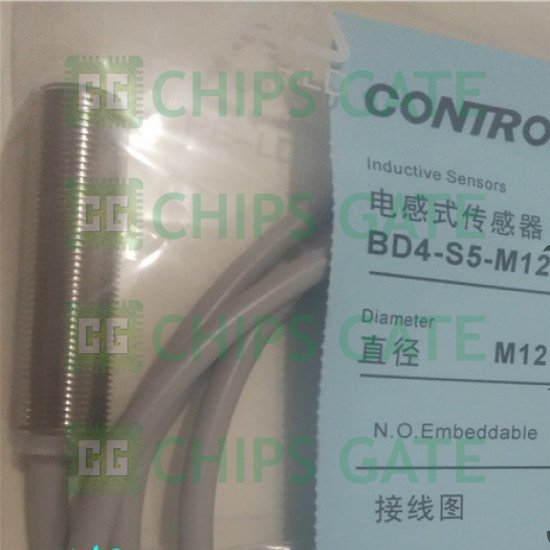 CHIPS GATE
CONTRO
Inductive Sensors
电感式传感器
CHIPS GATE
BD4-S5-M12
Diameter
CHIPS GATE
直径 M12
N.O.Embeddable
CHIPS GATE
接线图